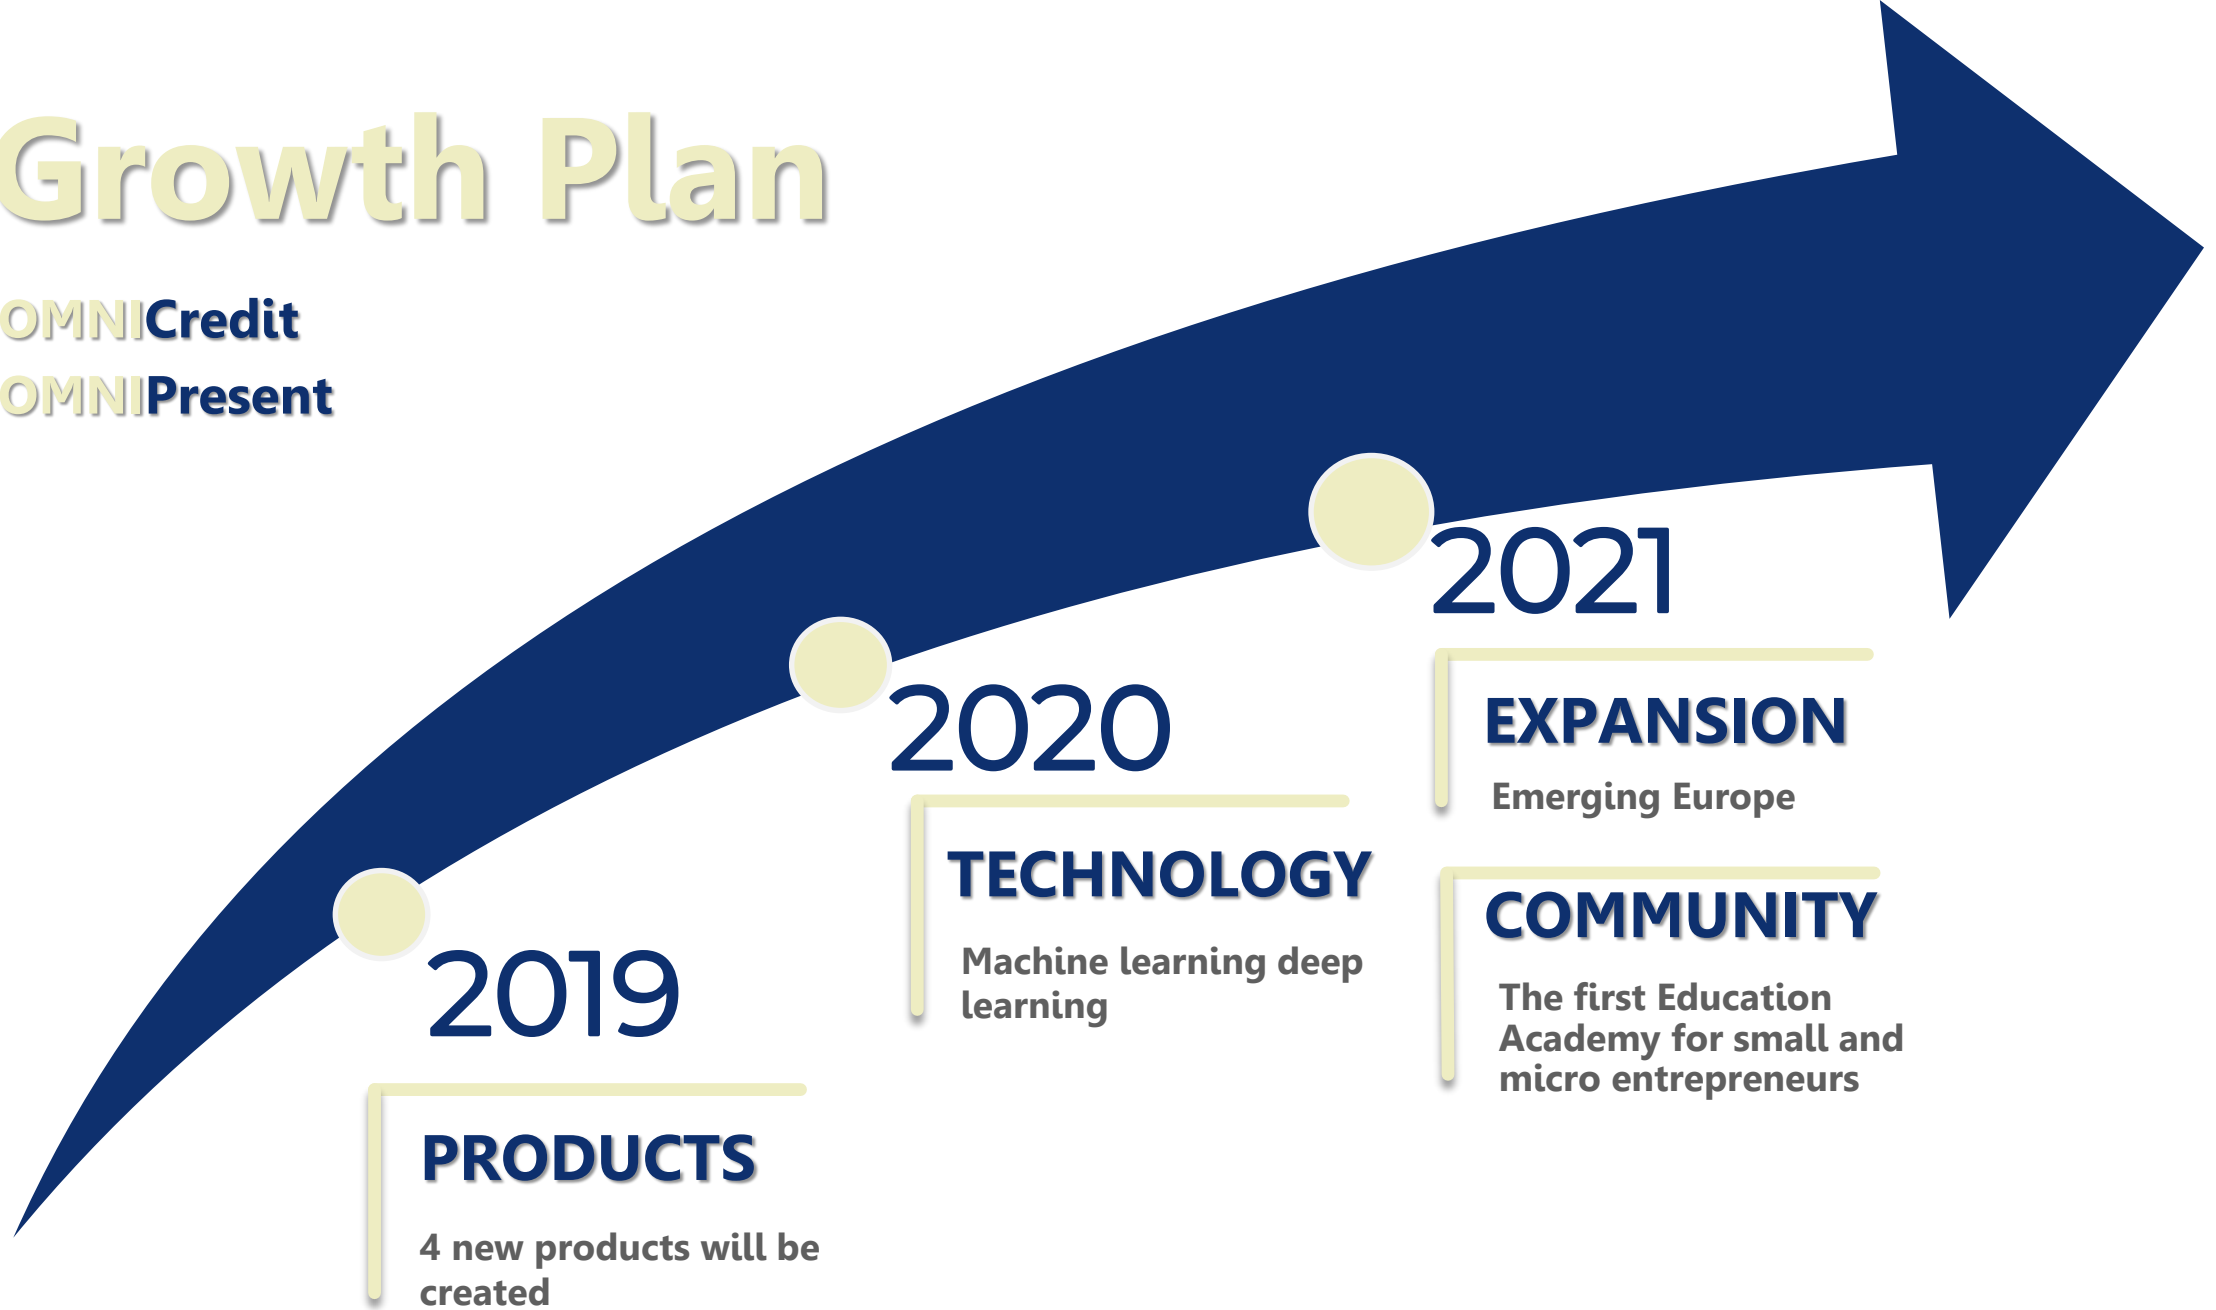 Growth Plan
OMNICredit
OMNIPresent
2019
PRODUCTS
4 new products will be
created
2020
TECHNOLOGY
Machine learning deep
learning
2021
EXPANSION
Emerging Europe
COMMUNITY
The first Education
Academy for small and
micro entrepreneurs